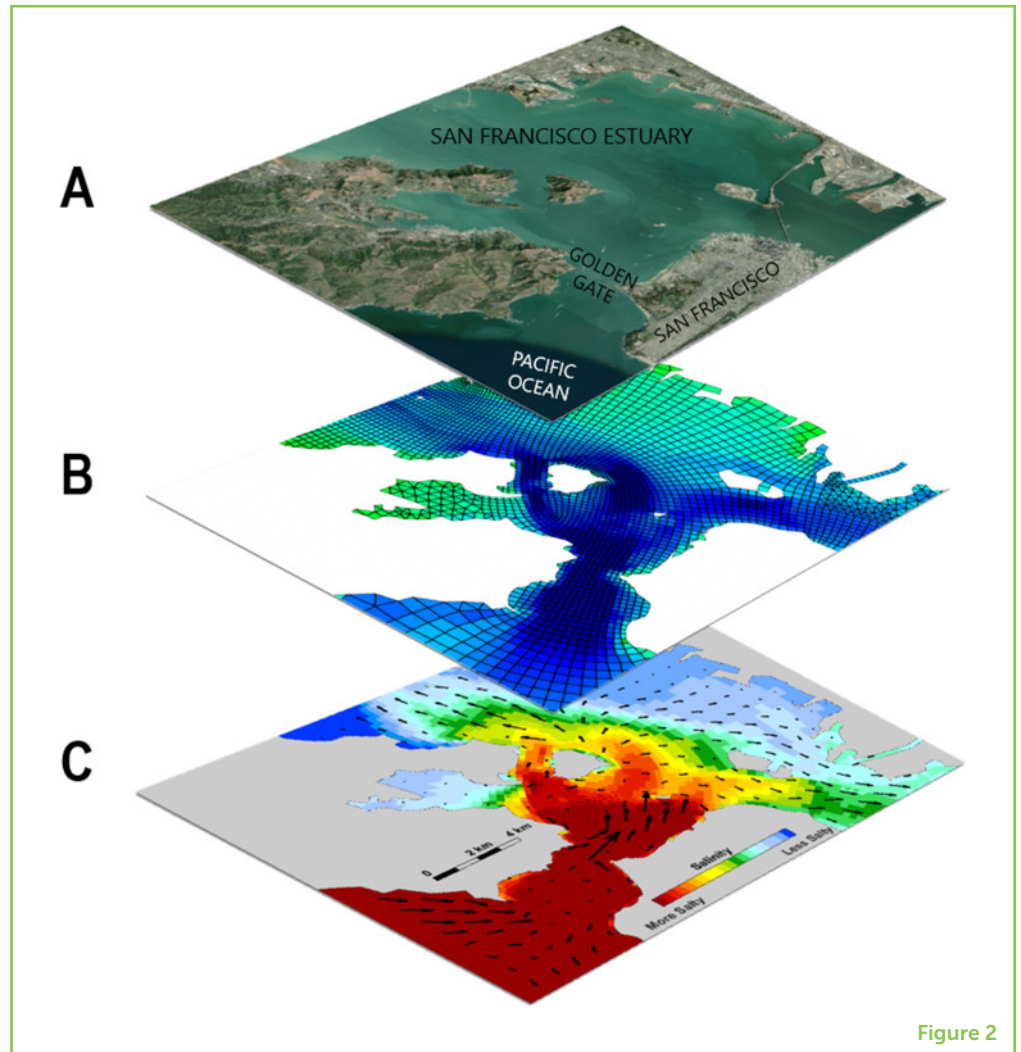 A
SAN FRANCISCO ESTUARY
GOLDEN
GATE
SAN FRANCISCO
PACIFIC
OCEAN
B
C
0 2 km 4 km
Salinity
More Salty Less Salty
Figure 2